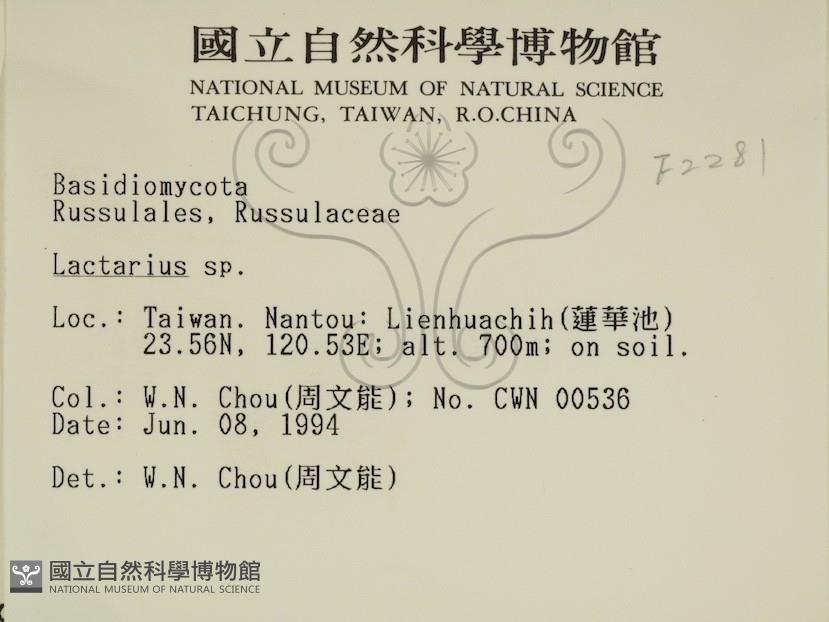 國立自然科學博物館
NATIONAL MUSEUM OF NATURAL SCIENCE
TAICHUNG, TAIWAN, R.O.CHINA
F2281
Basidiomycota
Russulales, Russulaceae
Lactarius sp.
Loc.: Taiwan. Nantou: Lienhuachih(蓮華池)
23.56N, 120.53E; alt. 700m; on soil.
Col.: W.N. Chou(周文能); No. CWN 00536
Date: Jun. 08, 1994
Det.: W.N. Chou(周文能)
國立自然科學博物館
NATIONAL MUSEUM OF NATURAL SCIENCE